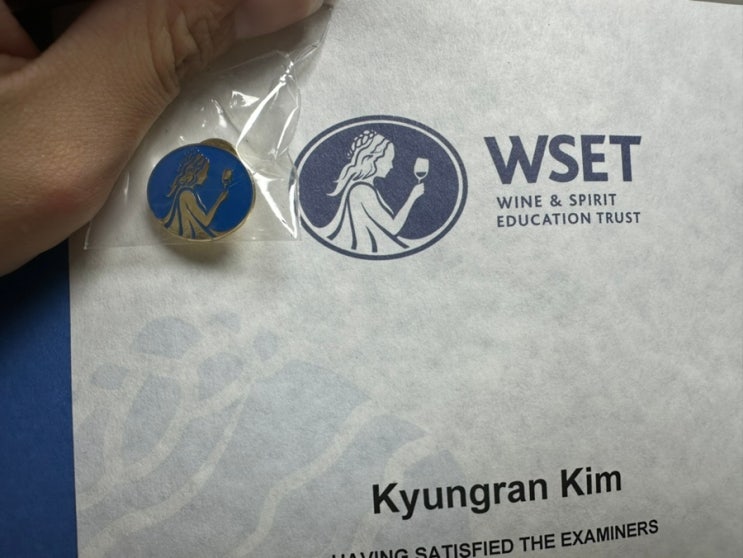 WSET
WINE & SPIRIT
EDUCATION TRUST
Kyungran Kim
HAVING SATISFIED THE EXAMINERS